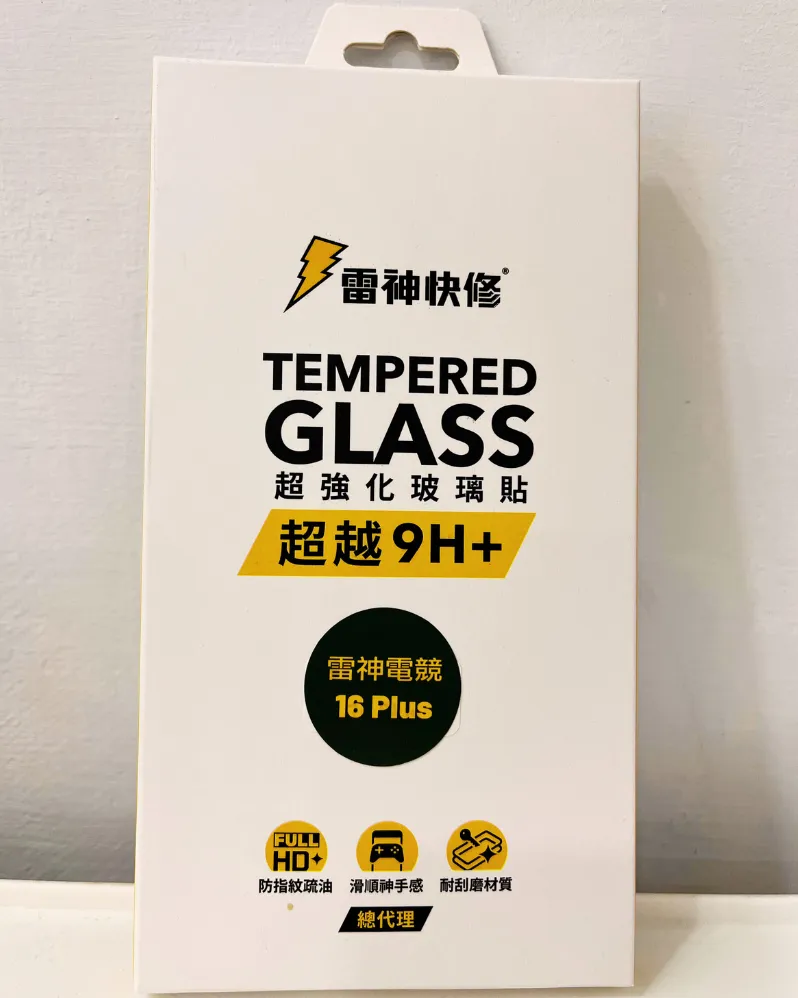 雷神快修®
TEMPERED
GLASS
超強化玻璃貼
超越9H+
雷神電競
16 Plus
FULL
HD+
防指紋疏油 滑順神手感 耐刮磨材質
總代理